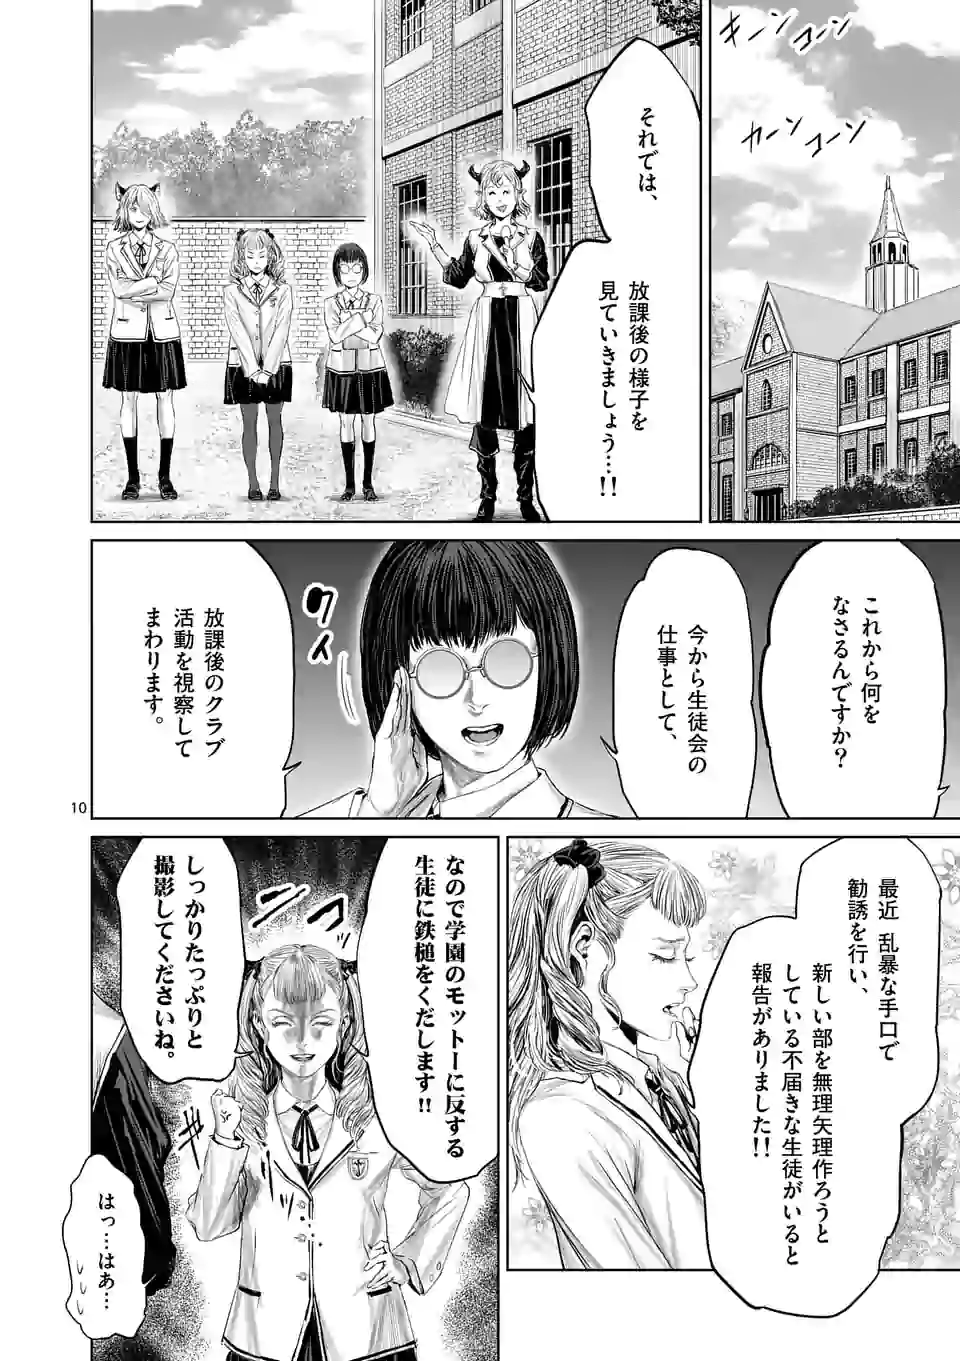 キーンコーン
カーンコーン
それでは、
放課後の様子を
見ていきましょう…!!
これから何を
なさるんですか?
今から生徒会の
仕事として、
クイッ
放課後のクラブ
活動を視察して
まわります。
最近 乱暴な手口で
勧誘を行い、
新しい部を無理矢理作ろうと
している不届きな生徒がいると
報告がありました!!
なので学園のモットーに反する
生徒に鉄槌をくだします!!
しっかりたっぷりと
撮影してくださいね。
はっ…はあ…
10